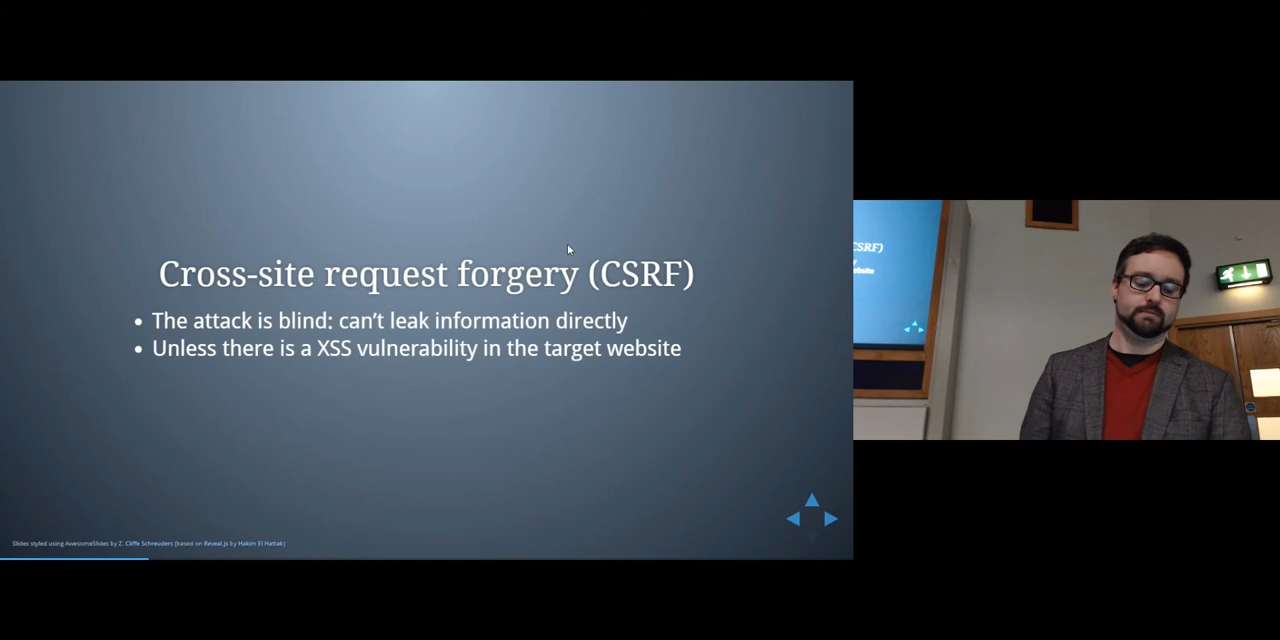 Cross-site request forgery (CSRF)
• The attack is blind: can’t leak information directly
• Unless there is a XSS vulnerability in the target website
Slides styled using AwesomeSlides by Z. Cliffe Schreuders (based on Reveal.js by Hakim El Hattab)
CSRF)